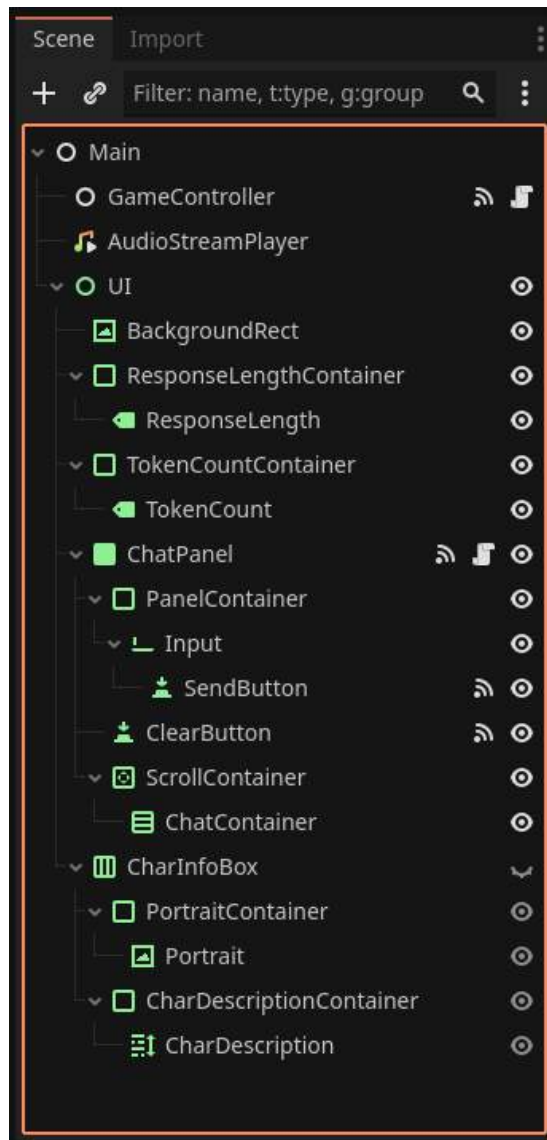 Scene Import
Filter: name, t:type, g:group
Main
GameController
AudioStreamPlayer
UI
BackgroundRect
ResponseLengthContainer
ResponseLength
TokenCountContainer
TokenCount
ChatPanel
PanelContainer
Input
SendButton
ClearButton
ScrollContainer
ChatContainer
CharInfoBox
PortraitContainer
Portrait
CharDescriptionContainer
CharDescription